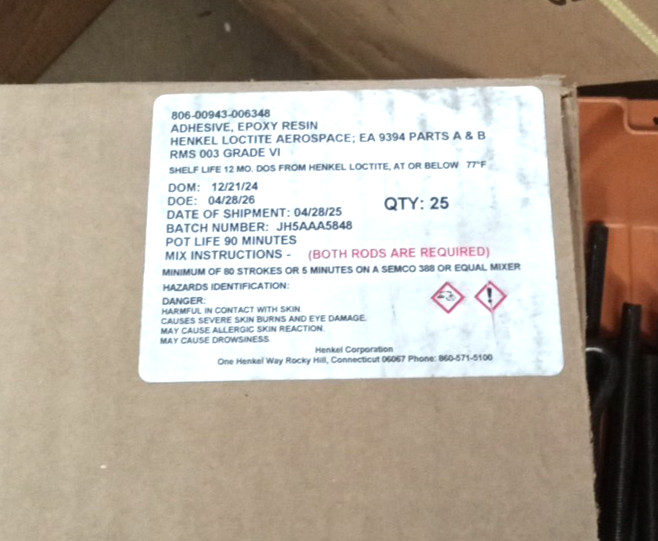 806-00943-006348
ADHESIVE, EPOXY RESIN
HENKEL LOCTITE AEROSPACE; EA 9394 PARTS A & B
RMS 003 GRADE VI
SHELF LIFE 12 MO. DOS FROM HENKEL LOCTITE, AT OR BELOW 77°F
DOM: 12/21/24
DOE: 04/28/26
QTY: 25
DATE OF SHIPMENT: 04/28/25
BATCH NUMBER: JH5AAA5848
POT LIFE 90 MINUTES
MIX INSTRUCTIONS - (BOTH RODS ARE REQUIRED)
MINIMUM OF 80 STROKES OR 5 MINUTES ON A SEMCO 388 OR EQUAL MIXER
HAZARDS IDENTIFICATION:
DANGER:
HARMFUL IN CONTACT WITH SKIN
CAUSES SEVERE SKIN BURNS AND EYE DAMAGE.
MAY CAUSE ALLERGIC SKIN REACTION.
MAY CAUSE DROWSINESS
Henkel Corporation
One Henkel Way Rocky Hill, Connecticut 06067 Phone: 860-571-5100